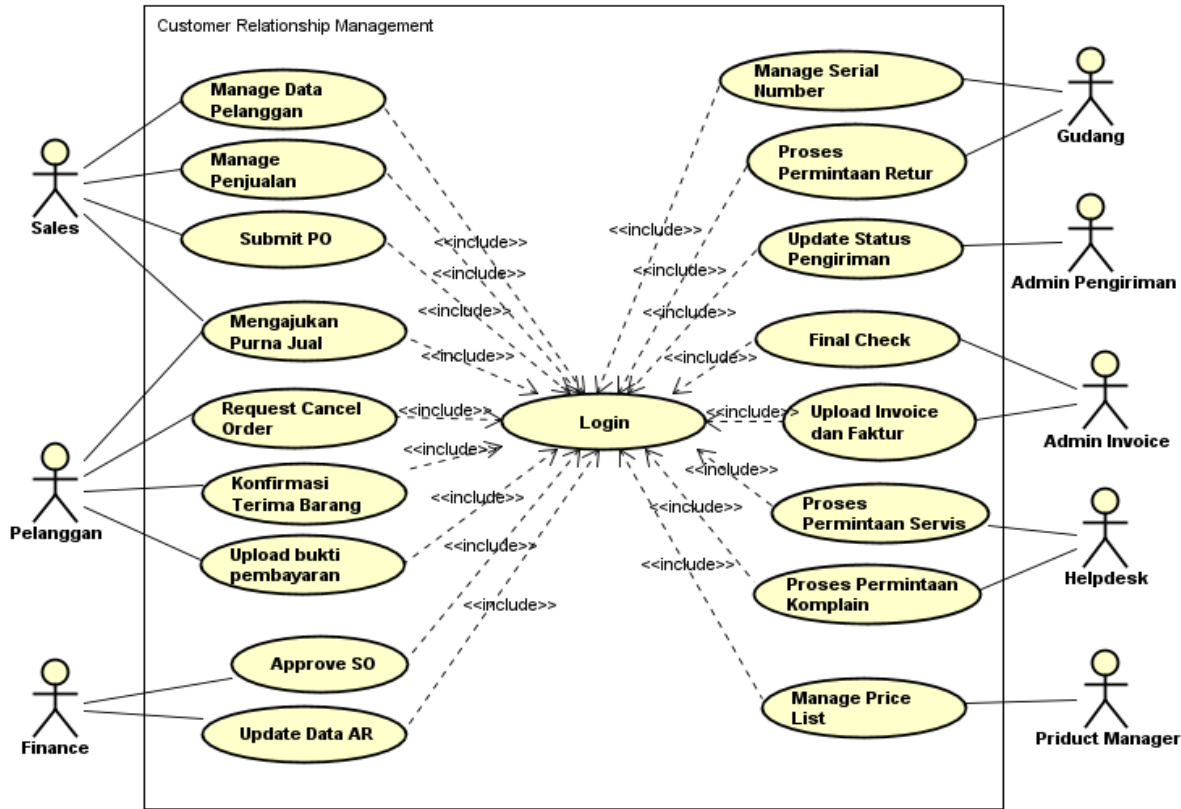 Customer Relationship Management
Manage Data
Pelanggan
Manage
Penjualan
Submit PO
Mengajukan
Purna Jual
Request Cancel
Order
Konfirmasi
Terima Barang
Upload bukti
pembayaran
Approve SO
Update Data AR
Sales
Pelanggan
Finance
<<include>>
<<include>>
<<include>>
<<include>>
<<include>>
<<include>>
<<include>>
<<include>>
<<include>>
Login
<<include>>
<<include>>
<<include>>
<<include>>
<<include>>
<<include>>
<<include>>
<<include>>
Manage Serial
Number
Proses
Permintaan Retur
Update Status
Pengiriman
Final Check
Upload Invoice
dan Faktur
Proses
Permintaan Servis
Proses Permintaan
Komplain
Manage Price
List
Gudang
Admin Pengiriman
Admin Invoice
Helpdesk
Priduct Manager